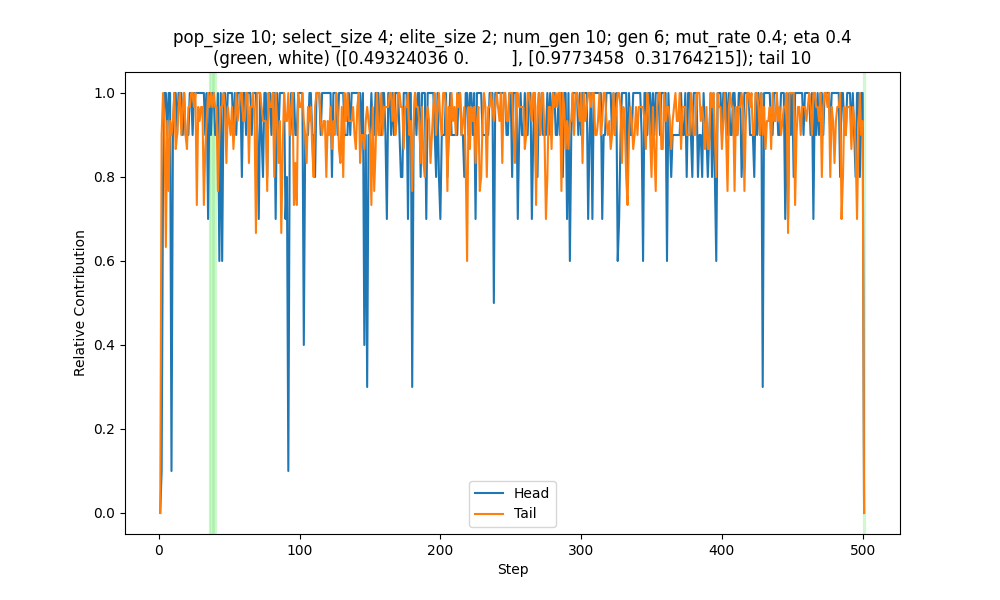 pop_size 10; select_size 4; elite_size 2; num_gen 10; gen 6; mut_rate 0.4; eta 0.4
(green, white) ([0.49324036 0.        ], [0.9773458  0.31764215]); tail 10
1.0
0.8
0.6
0.4
0.2
0.0
Relative Contribution
Head
Tail
0
100
200
300
400
500
Step